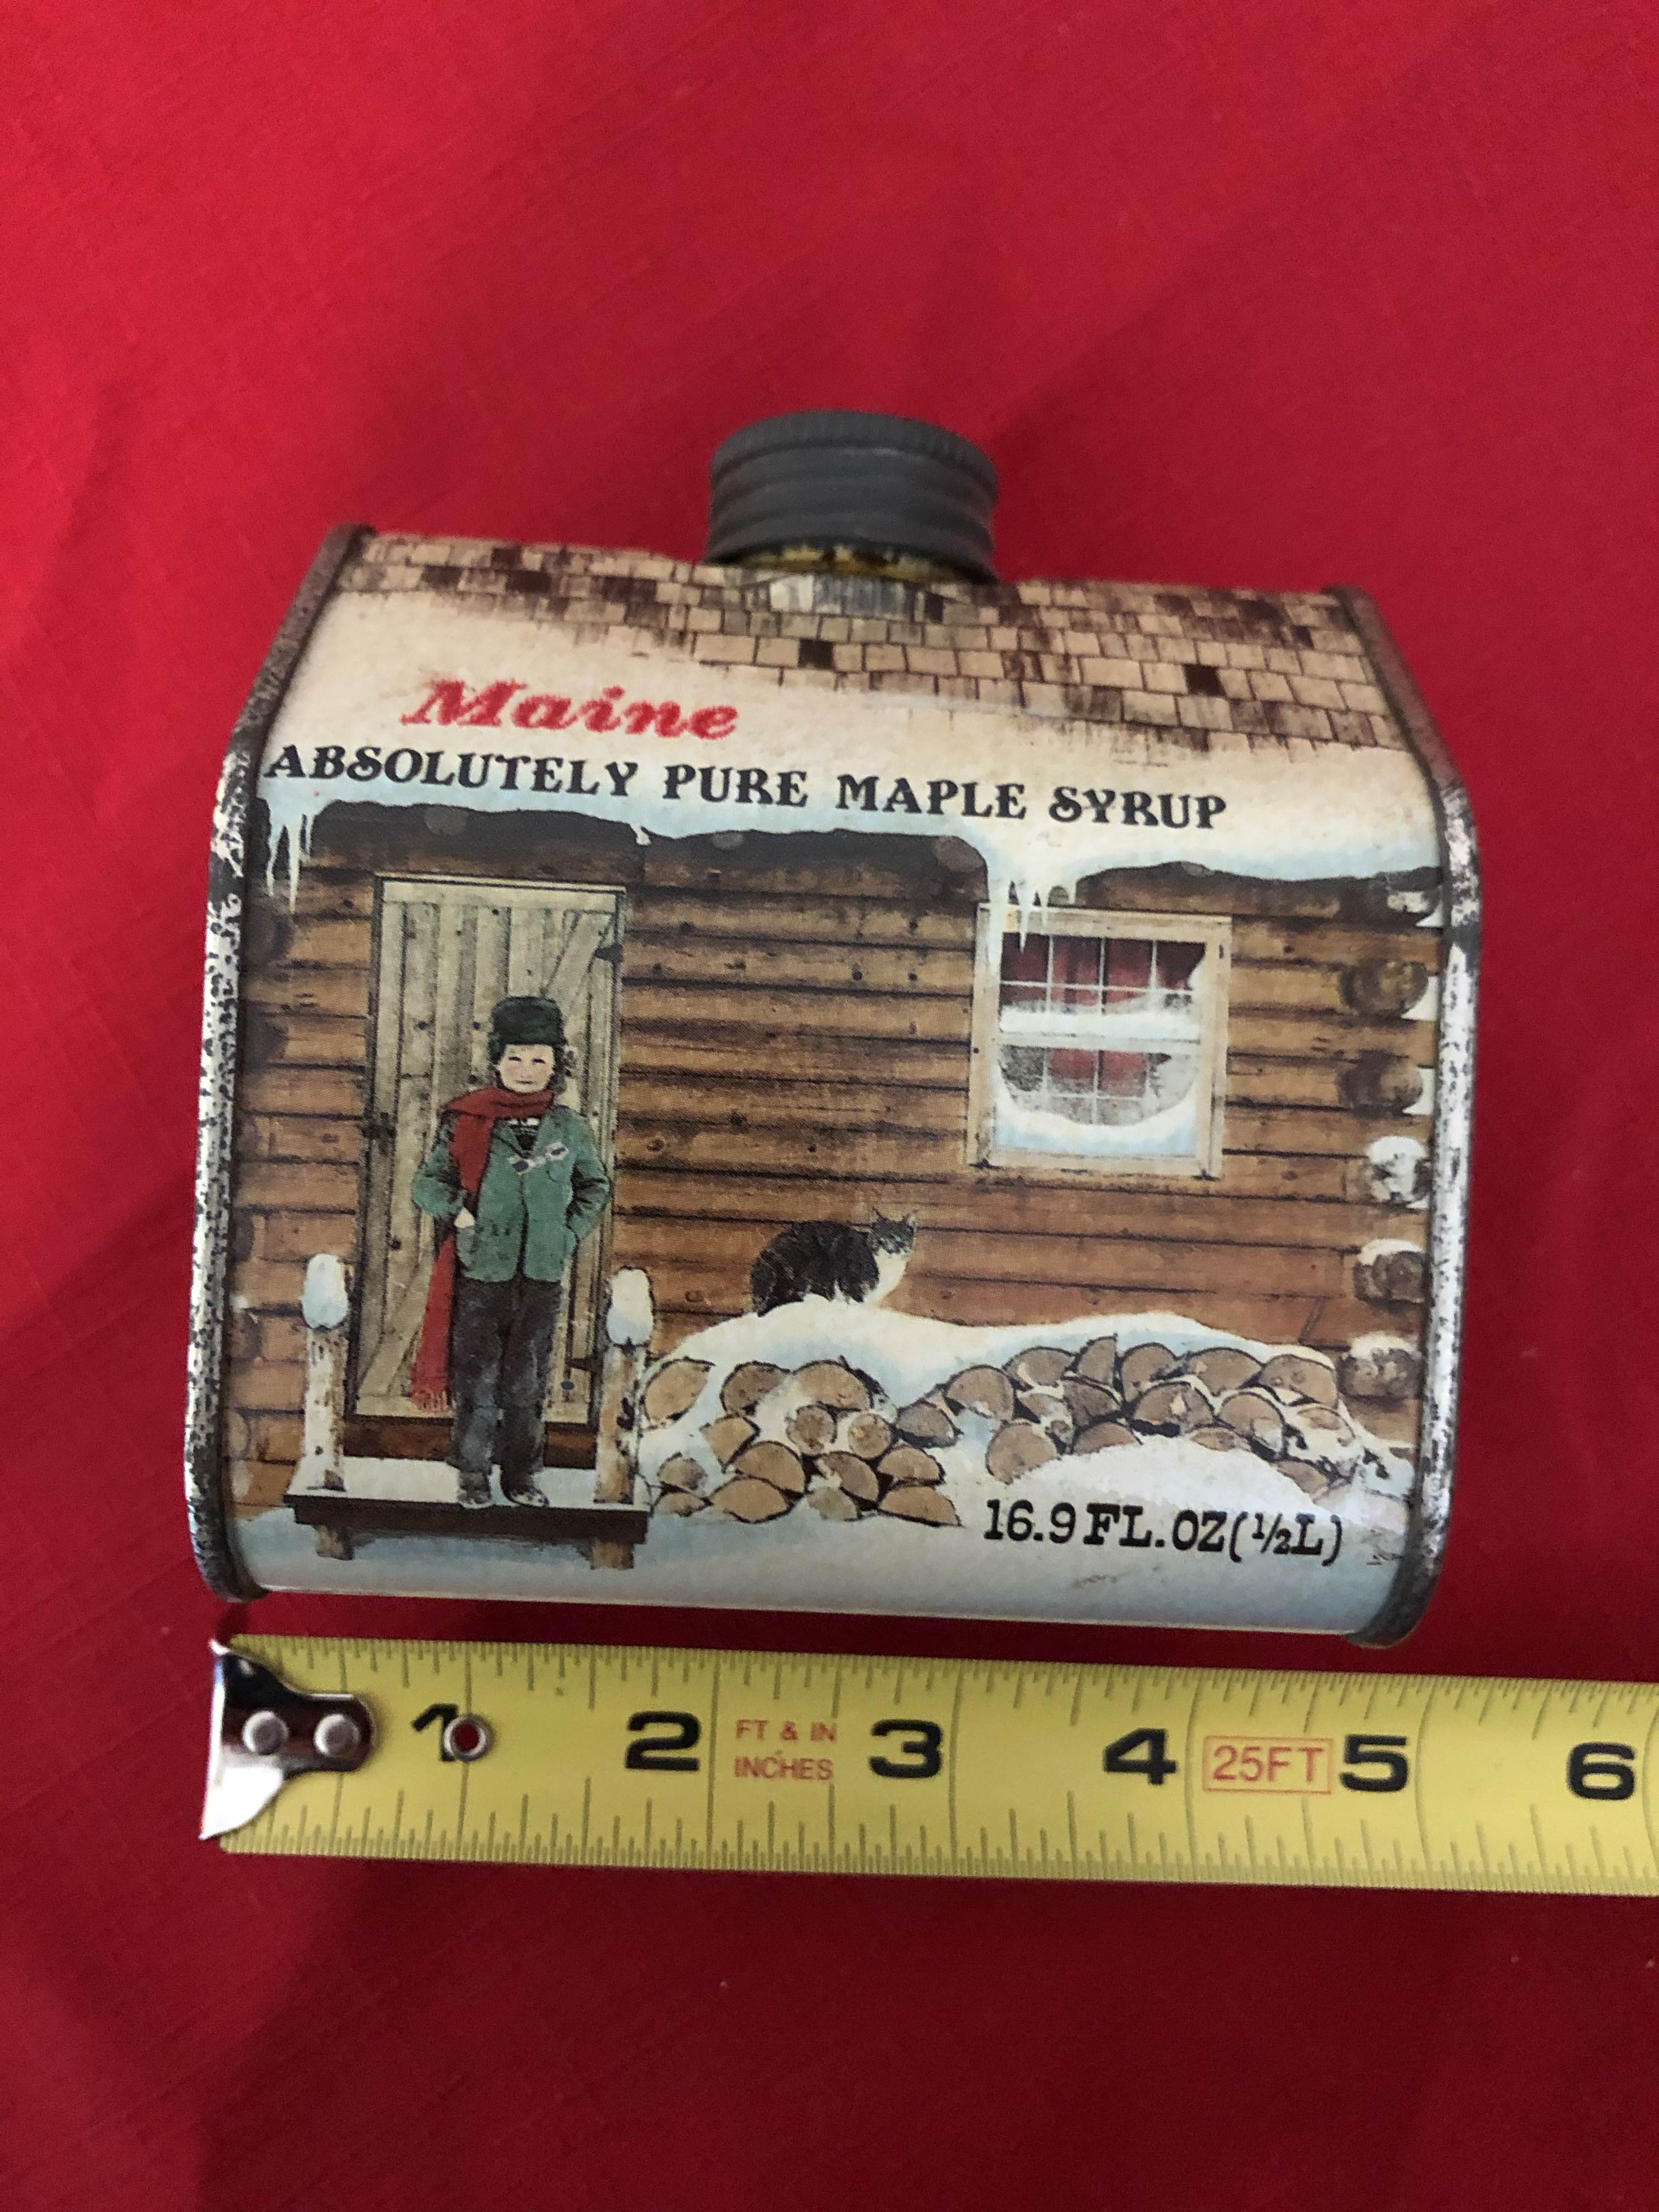 Maine
ABSOLUTELY PURE MAPLE SYRUP
16.9 FL. OZ (½L)
1 2 FT & IN 3 4 25FT 5 6
INCHES